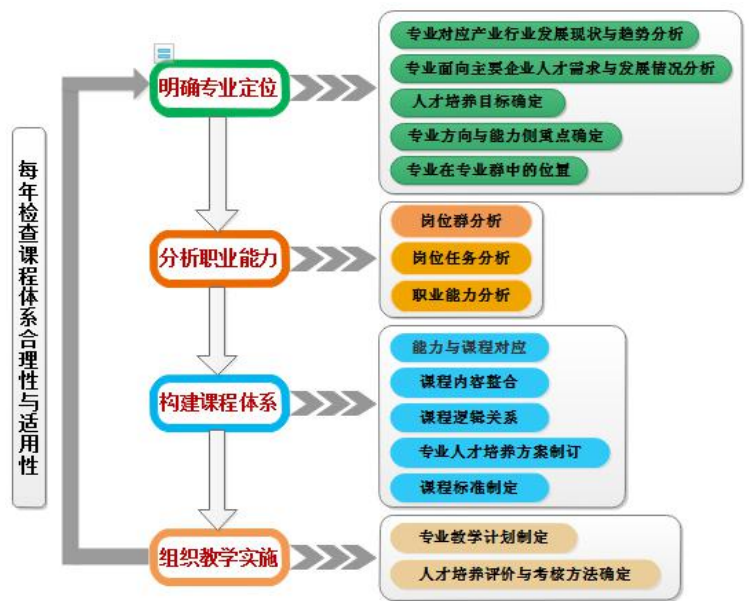 明确专业定位
专业对应产业行业发展现状与趋势分析
专业面向主要企业人才需求与发展情况分析
人才培养目标确定
专业方向与能力侧重点确定
专业在专业群中的位置
每年检查课程体系合理性与适用性
分析职业能力
岗位群分析
岗位任务分析
职业能力分析
构建课程体系
能力与课程对应
课程内容整合
课程逻辑关系
专业人才培养方案制订
课程标准制定
组织教学实施
专业教学计划制定
人才培养评价与考核方法确定